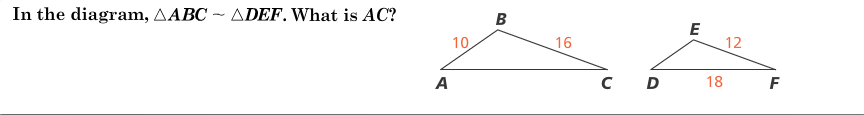 In the diagram, △ABC ~ △DEF. What is AC?
B
10
16
A
C
E
12
D
18
F